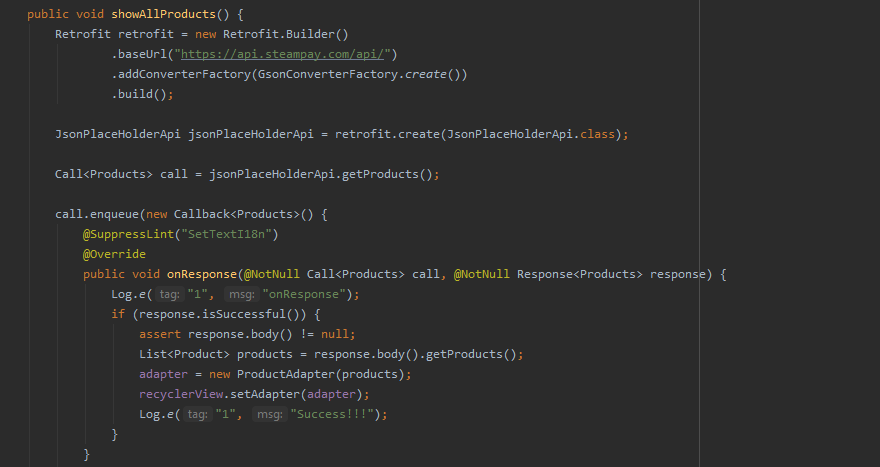 public void showAllProducts() {
Retrofit retrofit = new Retrofit.Builder()
.baseUrl("https://api.steampay.com/api/")
.addConverterFactory(GsonConverterFactory.create())
.build();
JsonPlaceHolderApi jsonPlaceHolderApi = retrofit.create(JsonPlaceHolderApi.class);
Call<Products> call = jsonPlaceHolderApi.getProducts();
call.enqueue(new Callback<Products>() {
@SuppressLint("SetTextI18n")
@Override
public void onResponse(@NotNull Call<Products> call, @NotNull Response<Products> response) {
Log.e( tag: "1", msg: "onResponse");
if (response.isSuccessful()) {
assert response.body() != null;
List<Product> products = response.body().getProducts();
adapter = new ProductAdapter(products);
recyclerView.setAdapter(adapter);
Log.e( tag: "1", msg: "Success!!!");
}
}